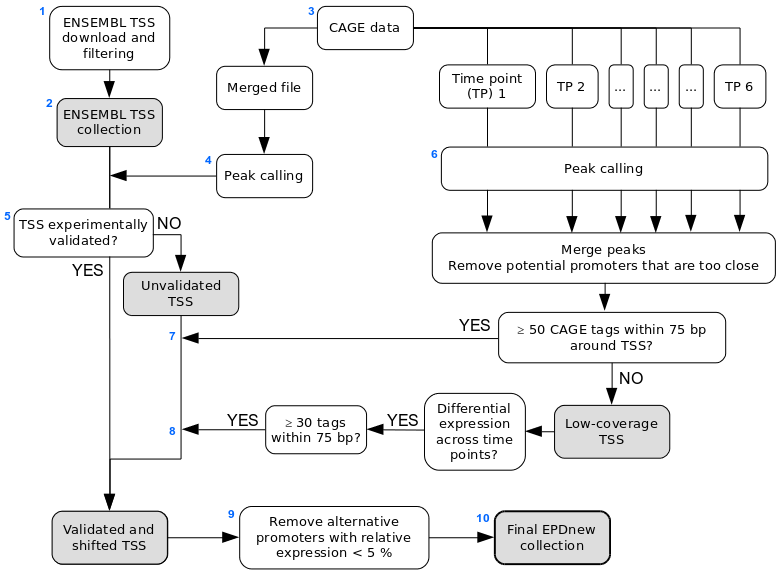 1
ENSEMBL TSS
download and
filtering
2
ENSEMBL TSS
collection
3
CAGE data
Merged file
4
Peak calling
Time point
(TP) 1
TP 2
...
...
...
TP 6
6
Peak calling
Merge peaks
Remove potential promoters that are too close
5
TSS experimentally
validated?
NO
YES
Unvalidated
TSS
7
YES
≥ 50 CAGE tags within 75 bp
around TSS?
NO
Low-coverage
TSS
Differential
expression
across time
points?
YES
≥ 30 tags
within 75 bp?
YES
8
Validated and
shifted TSS
9
Remove alternative
promoters with relative
expression < 5 %
10
Final EPDnew
collection